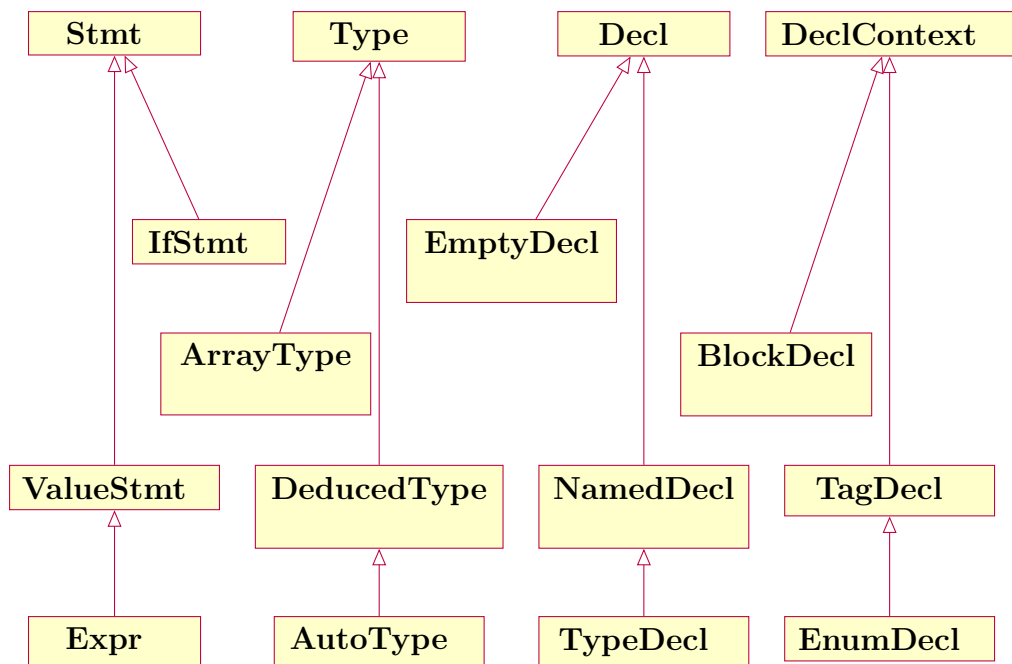 Stmt
Type
Decl
DeclContext
IfStmt
EmptyDecl
ArrayType
BlockDecl
ValueStmt
DeducedType
NamedDecl
TagDecl
Expr
AutoType
TypeDecl
EnumDecl